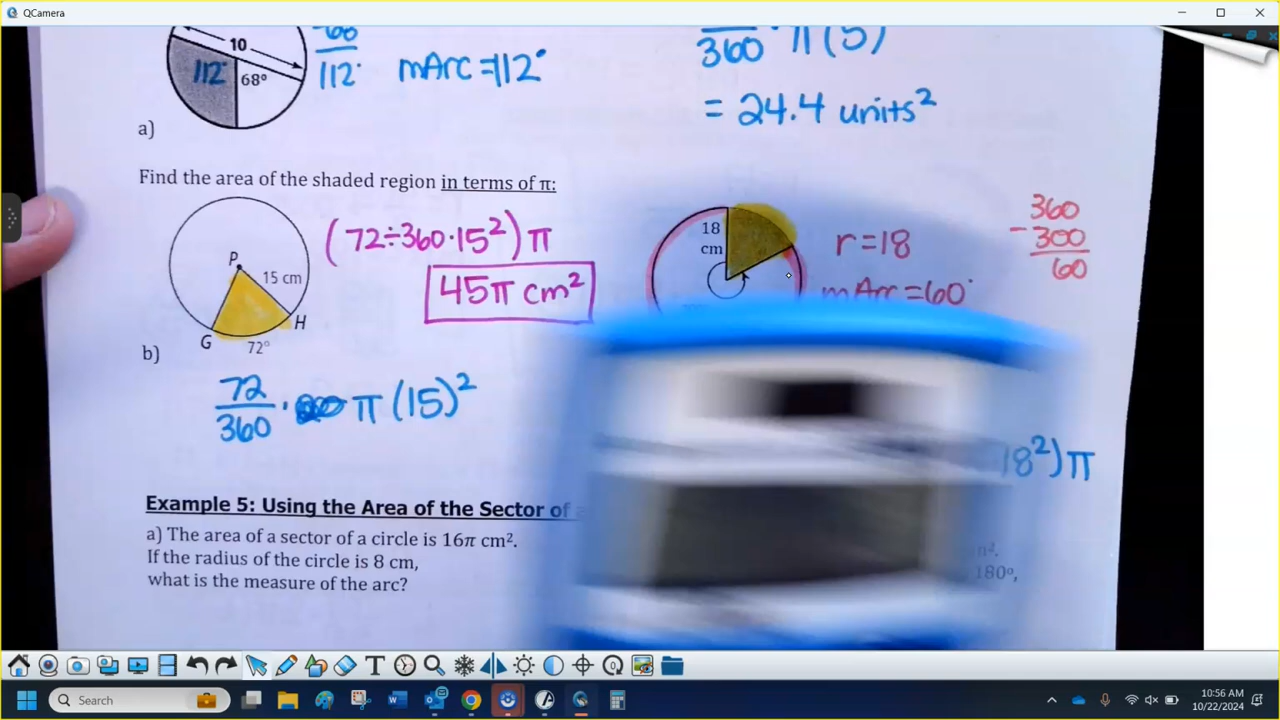 QCamera
10
60
112°
68°
112°
mArc = 112°
360 · π(5)
= 24.4 units²
a)
Find the area of the shaded region in terms of π:
P
15 cm
G
H
72°
b)
(72÷360·15²)π
45π cm²
72/360 · π(15)²
18
cm
r=18
mArc=60°
360
-300
60
18²)π
Example 5: Using the Area of the Sector of
a) The area of a sector of a circle is 16π cm².
If the radius of the circle is 8 cm,
what is the measure of the arc?
180°,
Search
10:56 AM
10/22/2024